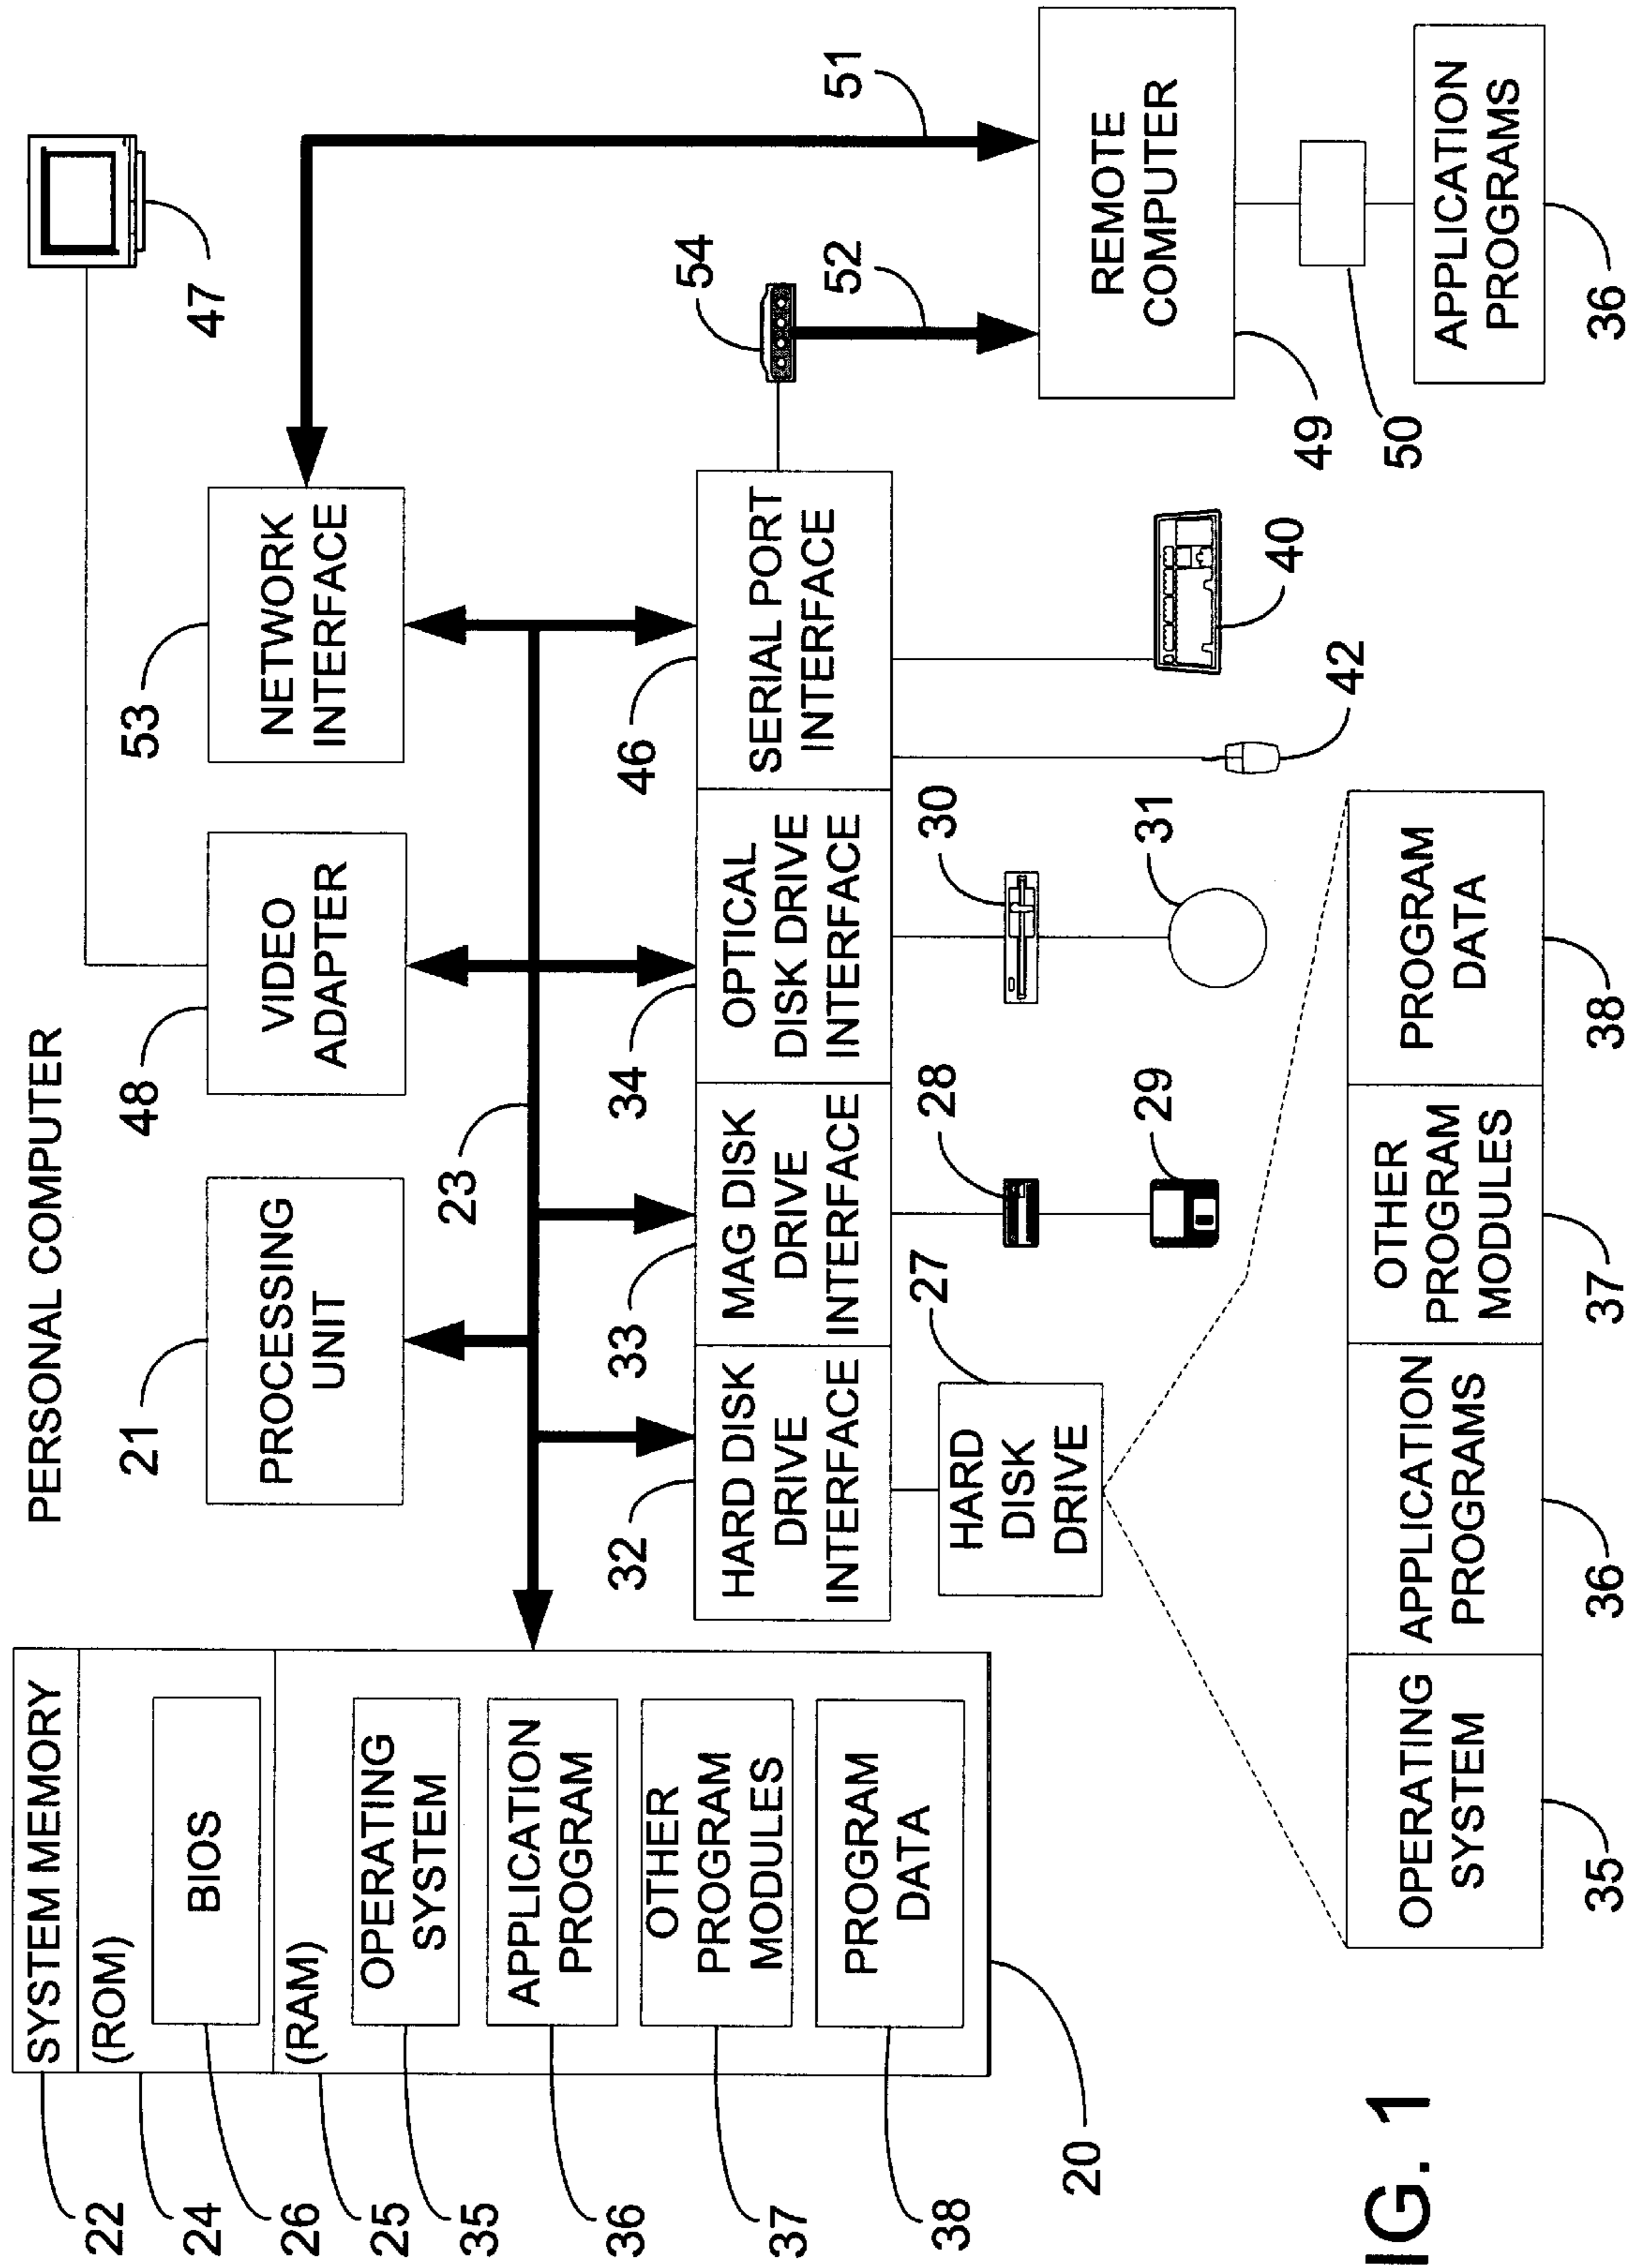 PERSONAL COMPUTER
SYSTEM MEMORY
22
(ROM)
24
BIOS
26
(RAM)
25
OPERATING
SYSTEM
35
APPLICATION
PROGRAM
36
OTHER
PROGRAM
MODULES
37
PROGRAM
DATA
38
20
21
PROCESSING
UNIT
48
VIDEO
ADAPTER
53
NETWORK
INTERFACE
47
23
32
HARD DISK
DRIVE
INTERFACE
33
MAG DISK
DRIVE
INTERFACE
34
OPTICAL
DISK DRIVE
INTERFACE
46
SERIAL PORT
INTERFACE
54
52
51
27
HARD
DISK
DRIVE
28
29
30
31
42
40
REMOTE
COMPUTER
49
50
APPLICATION
PROGRAMS
36
OPERATING
SYSTEM
35
APPLICATION
PROGRAMS
36
OTHER
PROGRAM
MODULES
37
PROGRAM
DATA
38
IG. 1